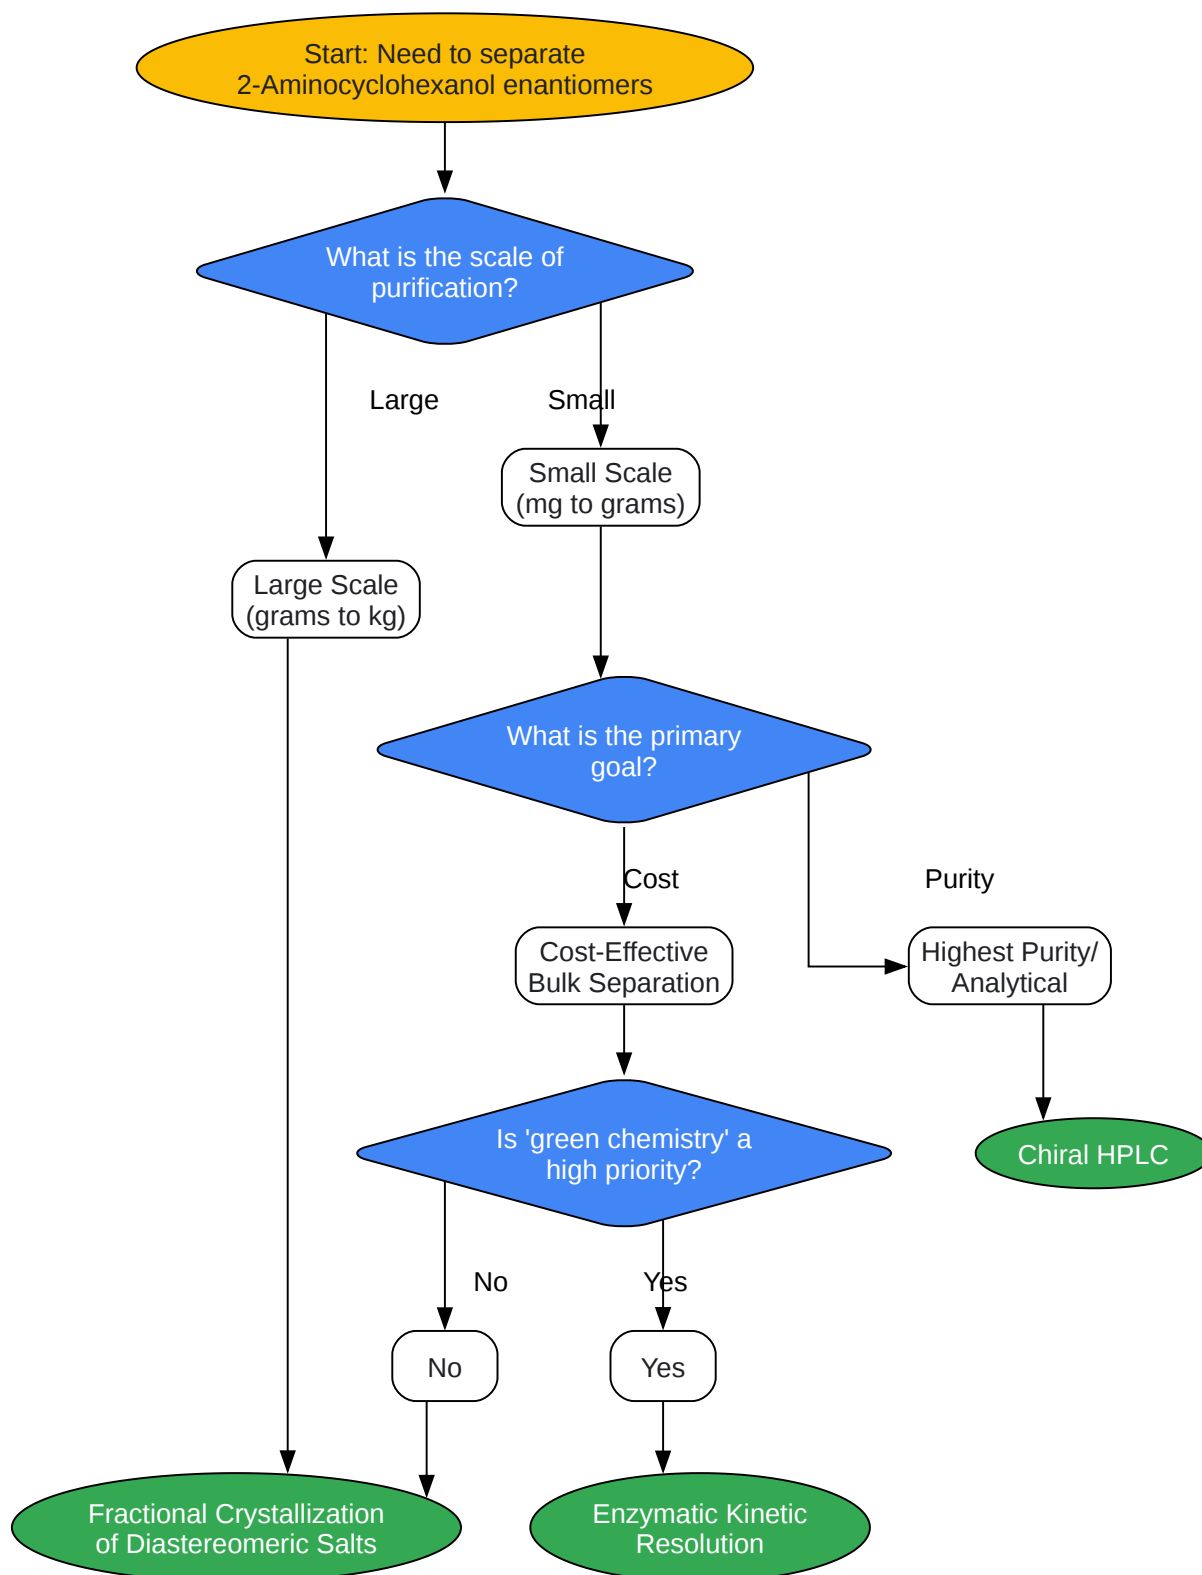 Start: Need to separate
2-Aminocyclohexanol enantiomers
What is the scale of
purification?
Large
Small
Small Scale
(mg to grams)
Large Scale
(grams to kg)
What is the primary
goal?
Cost
Purity
Cost-Effective
Bulk Separation
Highest Purity/
Analytical
Is 'green chemistry' a
high priority?
Chiral HPLC
No
Yes
No
Yes
Fractional Crystallization
of Diastereomeric Salts
Enzymatic Kinetic
Resolution